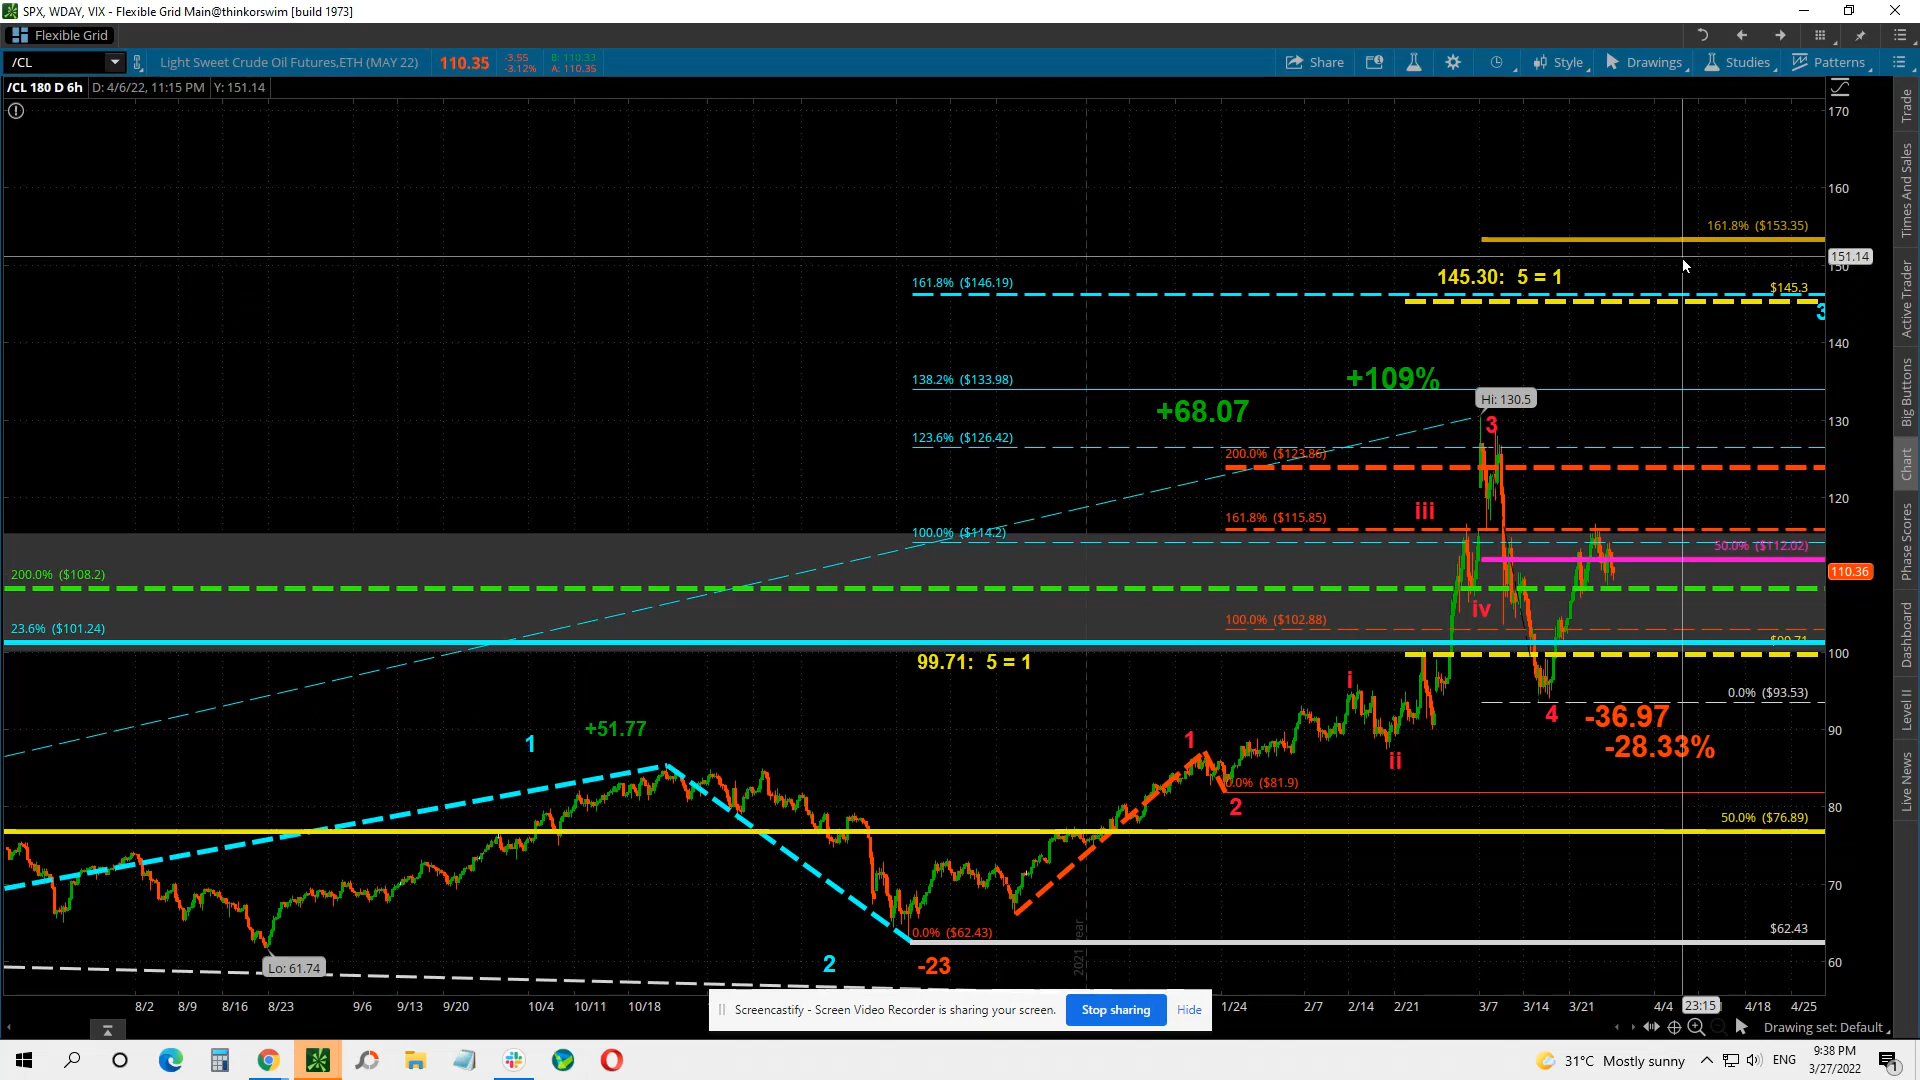 SPX, WDAY, VIX - Flexible Grid Main@thinkorswim [build 1973]
Flexible Grid
/CL Light Sweet Crude Oil Futures,ETH (MAY 22) 110.35 -3.55 -3.12% B: 110.33 A: 110.35 Share Style Drawings Studies Patterns
/CL 180 D 6h D: 4/6/22, 11:15 PM Y: 151.14
170
160
161.8% ($153.35)
151.14
150
145.30: 5 = 1
161.8% ($146.19)
$145.3
3
140
138.2% ($133.98)
+109%
Hi: 130.5
+68.07
130
3
123.6% ($126.42)
200.0% ($123.86)
120
iii
161.8% ($115.85)
100.0% ($114.2)
50.0% ($112.02)
110.36
200.0% ($108.2)
iv
100.0% ($102.88)
23.6% ($101.24)
$99.71
100
99.71: 5 = 1
i
0.0% ($93.53)
4
-36.97
-28.33%
90
+51.77
1
1
ii
0.0% ($81.9)
2
80
50.0% ($76.89)
70
0.0% ($62.43)
$62.43
2
-23
Lo: 61.74
60
2021 year
8/2 8/9 8/16 8/23 9/6 9/13 9/20 10/4 10/11 10/18 1/24 2/7 2/14 2/21 3/7 3/14 3/21 4/4 23:15 4/18 4/25
Screencastify - Screen Video Recorder is sharing your screen. Stop sharing Hide
Drawing set: Default
Trade
Times And Sales
Active Trader
Big Buttons
Chart
Phase Scores
Dashboard
Level II
Live News
31°C Mostly sunny ENG
9:38 PM
3/27/2022
1